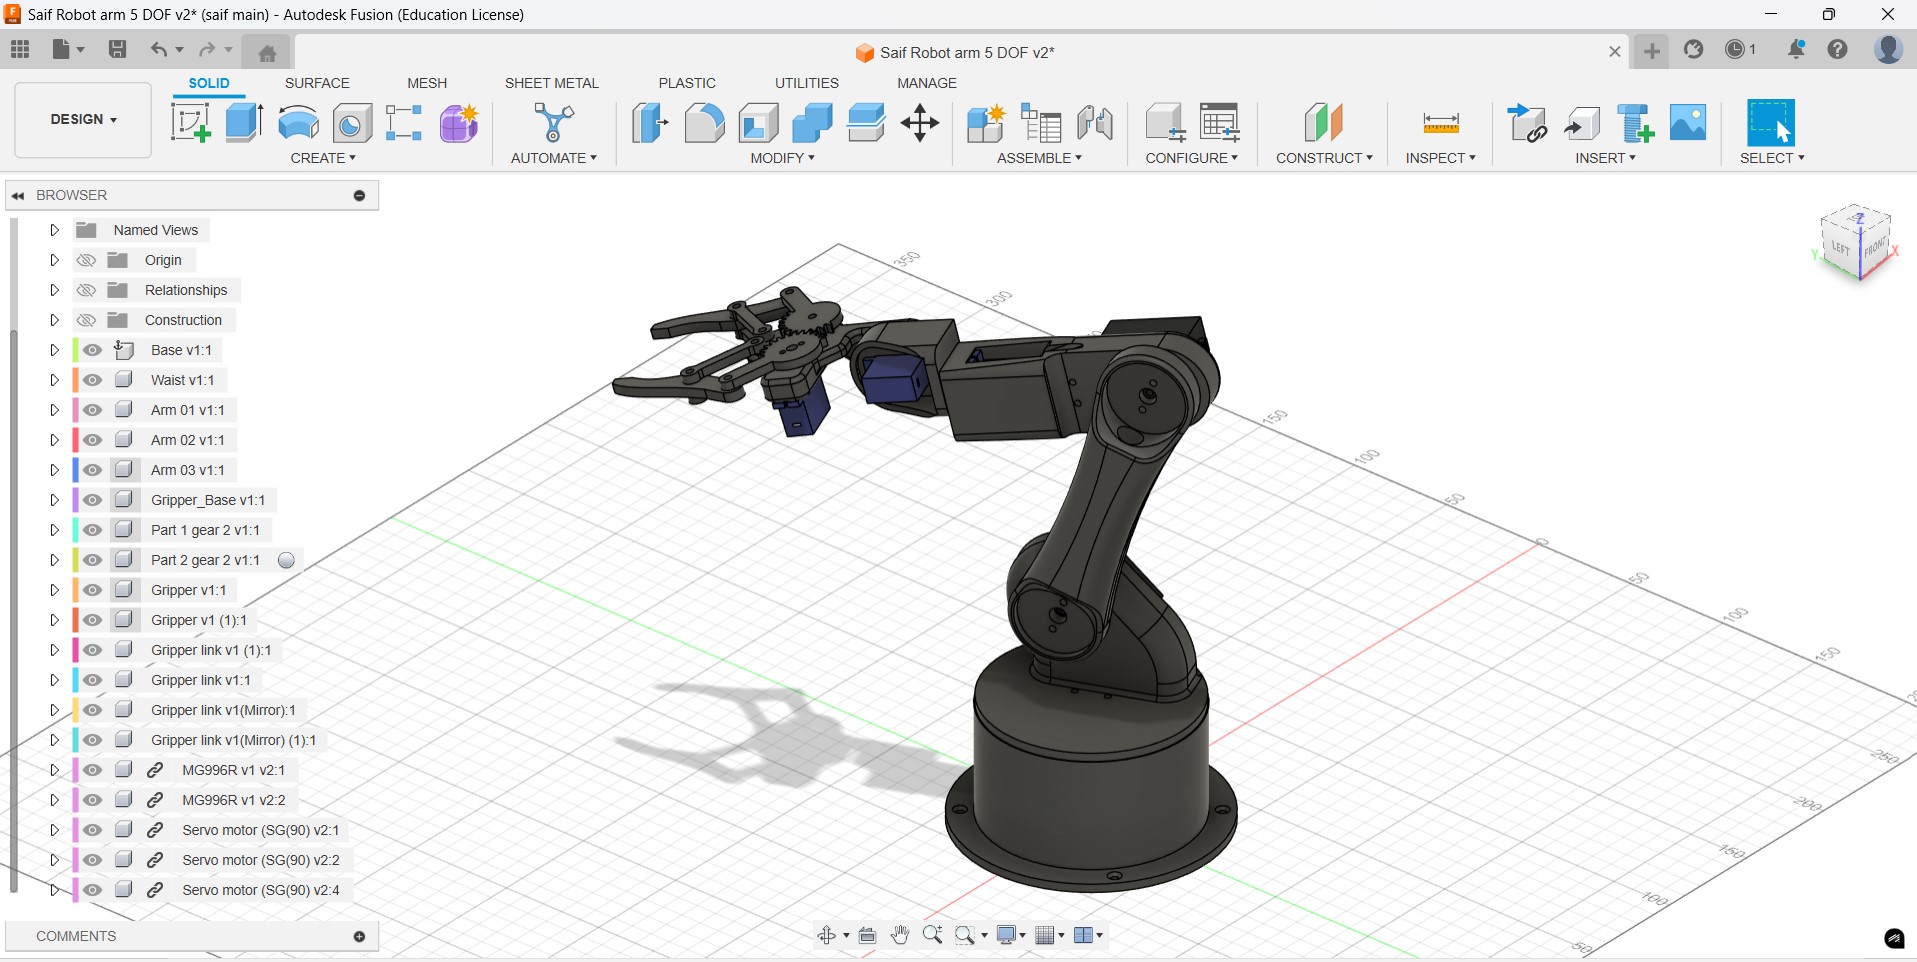 Saif Robot arm 5 DOF v2* (saif main) - Autodesk Fusion (Education License)
Saif Robot arm 5 DOF v2*
1
SOLID SURFACE MESH SHEET METAL PLASTIC UTILITIES MANAGE
DESIGN
CREATE AUTOMATE MODIFY ASSEMBLE CONFIGURE CONSTRUCT INSPECT INSERT SELECT
BROWSER
Named Views
Origin
Relationships
Construction
Base v1:1
Waist v1:1
Arm 01 v1:1
Arm 02 v1:1
Arm 03 v1:1
Gripper_Base v1:1
Part 1 gear 2 v1:1
Part 2 gear 2 v1:1
Gripper v1:1
Gripper v1 (1):1
Gripper link v1 (1):1
Gripper link v1:1
Gripper link v1(Mirror):1
Gripper link v1(Mirror) (1):1
MG996R v1 v2:1
MG996R v1 v2:2
Servo motor (SG(90) v2:1
Servo motor (SG(90) v2:2
Servo motor (SG(90) v2:4
COMMENTS
350
300
150
100
50
0
50
100
150
250
200
150
100
50
Z
LEFT
FRONT
Y
X